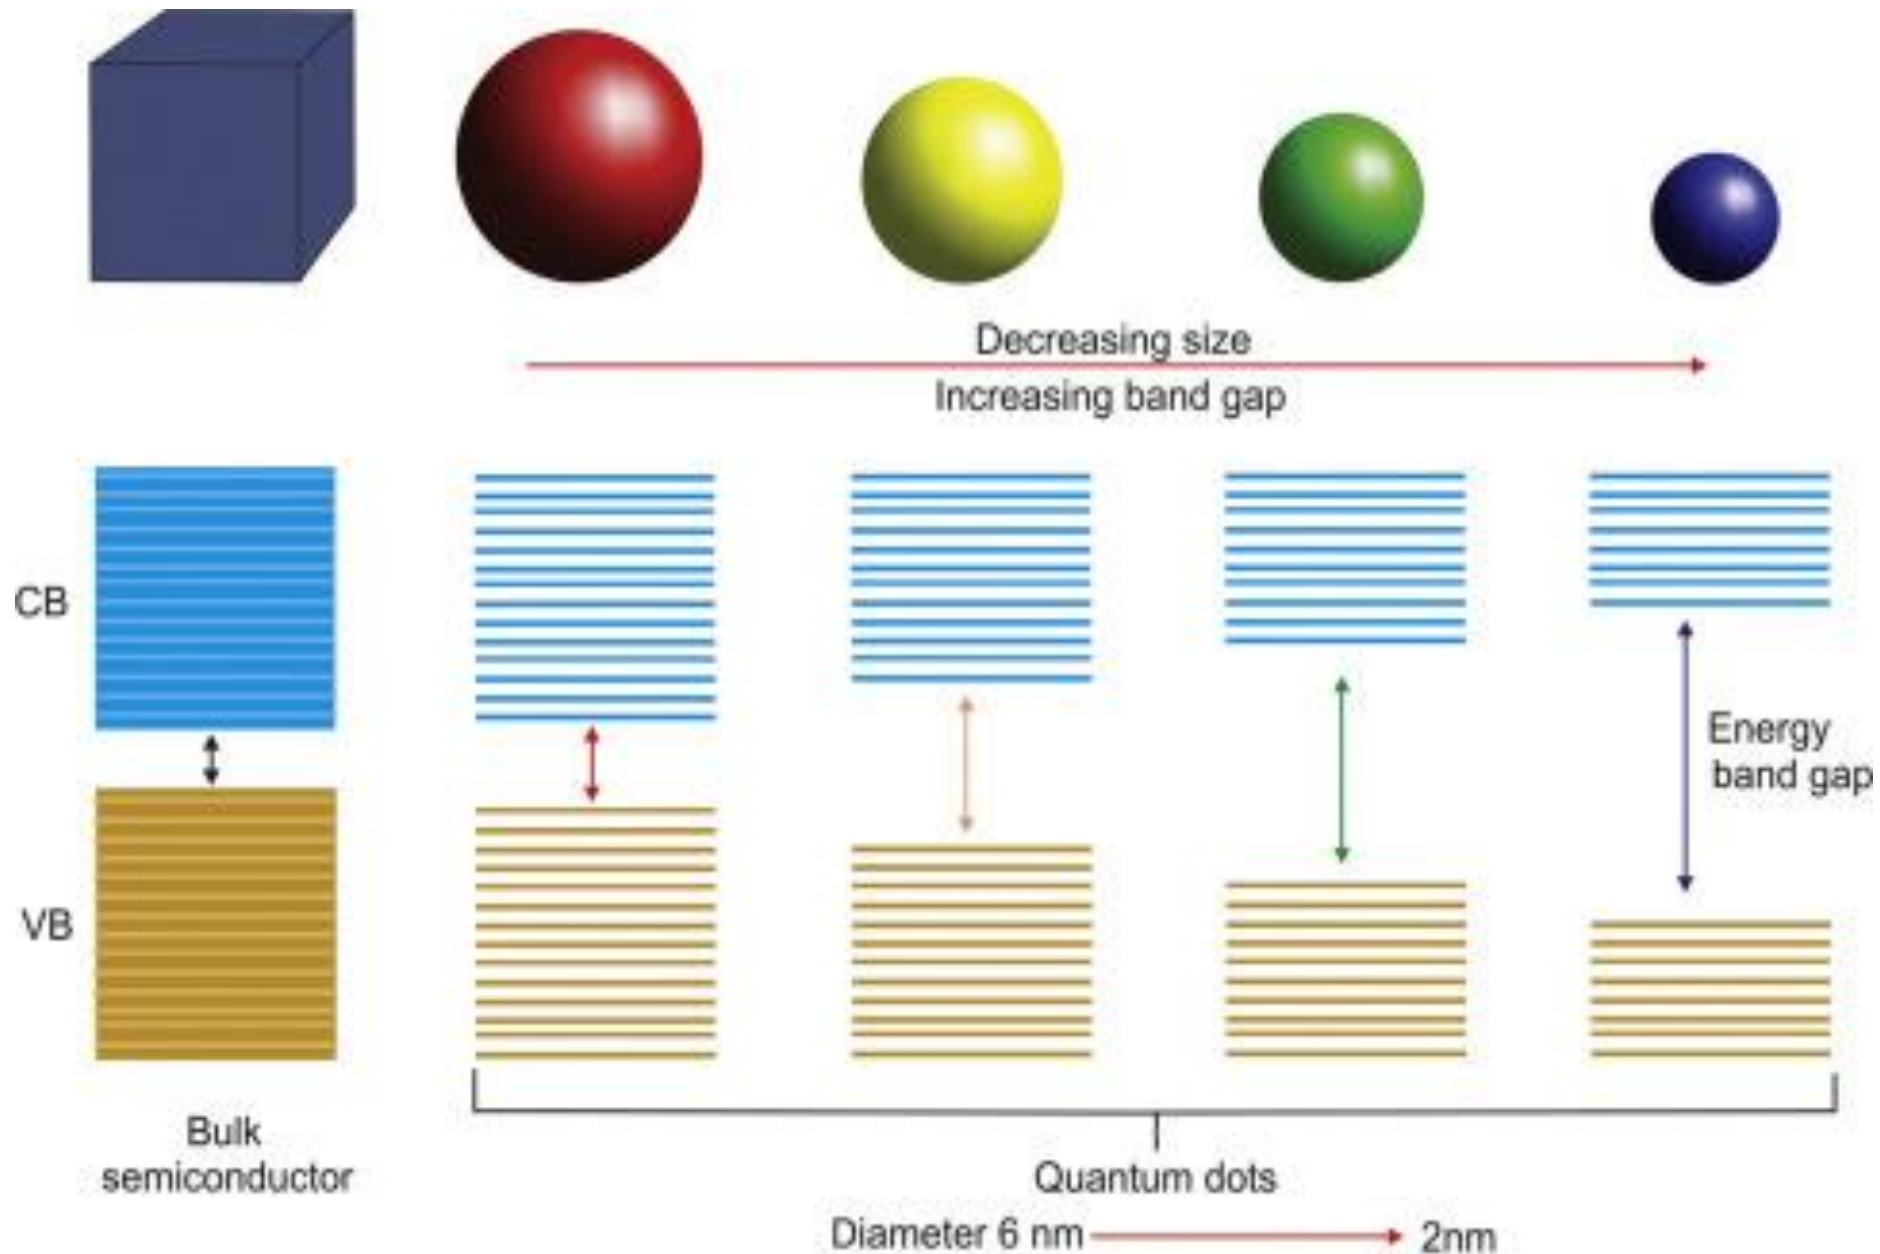 Decreasing size
Increasing band gap
CB
Energy
band gap
VB
Bulk
semiconductor
Quantum dots
Diameter 6 nm 2nm